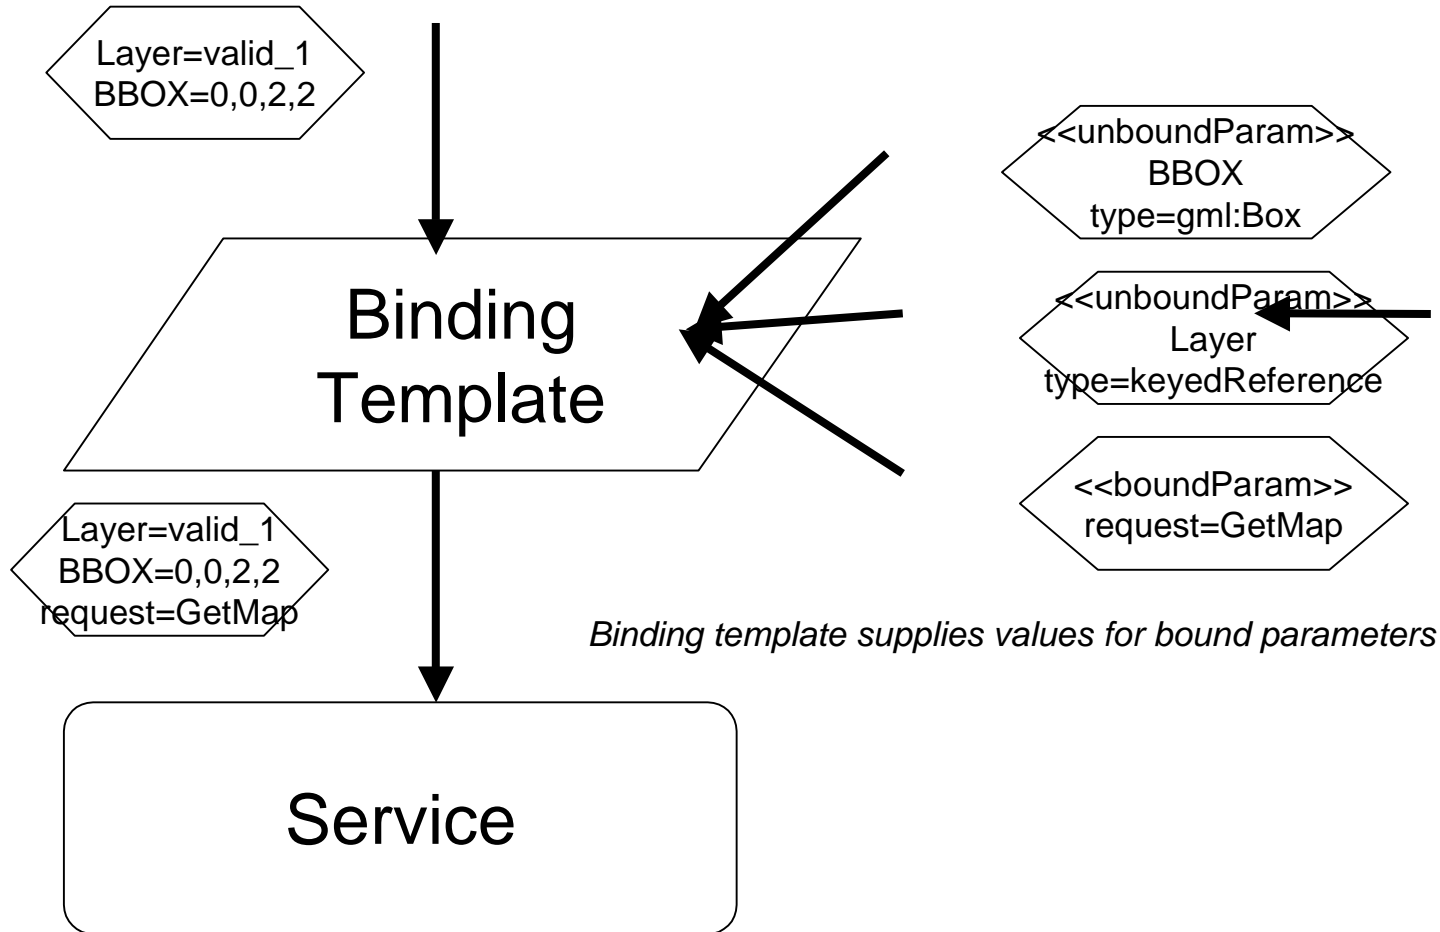 Layer=valid_1
BBOX=0,0,2,2
<<unboundParam>>
BBOX
type=gml:Box
Binding
Template
<<unboundParam>>
Layer
type=keyedReference
<<boundParam>>
request=GetMap
Layer=valid_1
BBOX=0,0,2,2
request=GetMap
Binding template supplies values for bound parameters
Service